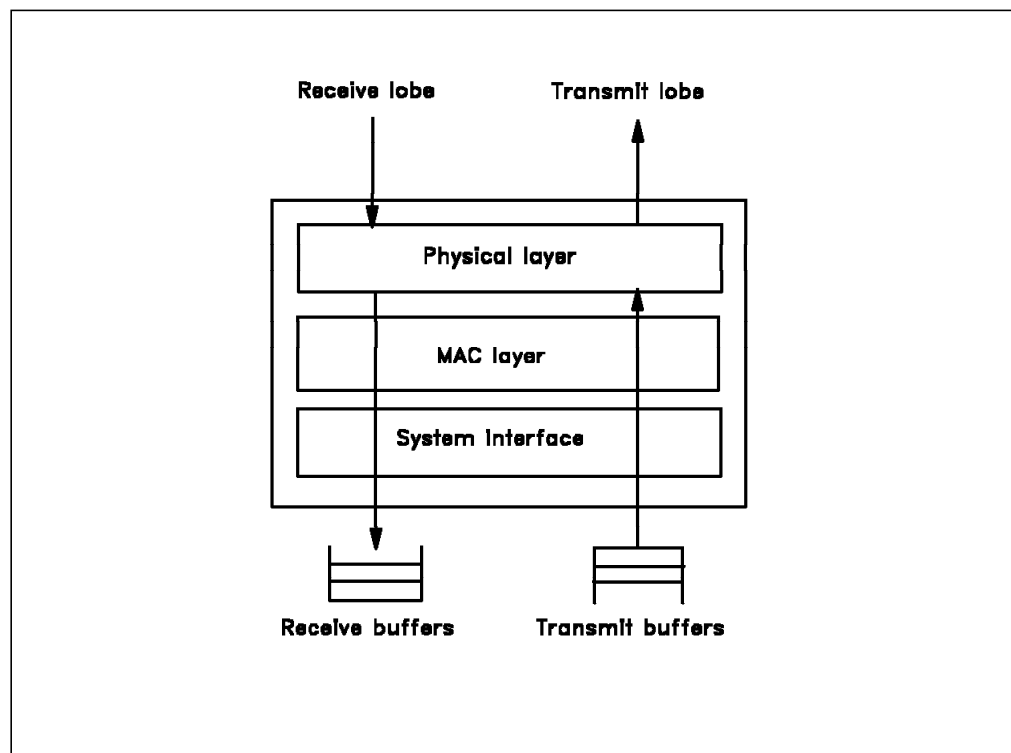 Receive lobe
Transmit lobe
Physical layer
MAC layer
System interface
Receive buffers
Transmit buffers